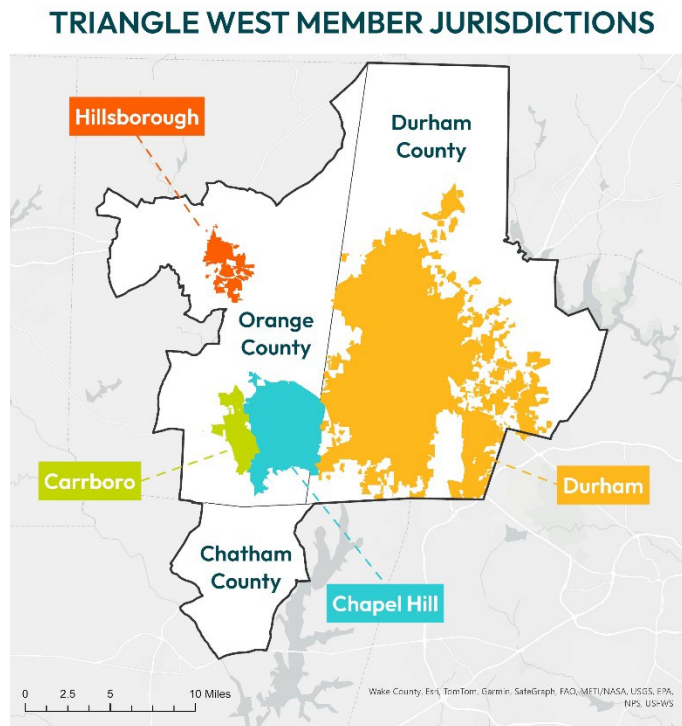 TRIANGLE WEST MEMBER JURISDICTIONS
Hillsborough
Durham
County
Orange
County
Carrboro
Durham
Chatham
County
Chapel Hill
0 2.5 5 10 Miles
Wake County, Esri, TomTom, Garmin, SafeGraph, FAO, METI/NASA, USGS, EPA,
NPS, USFWS